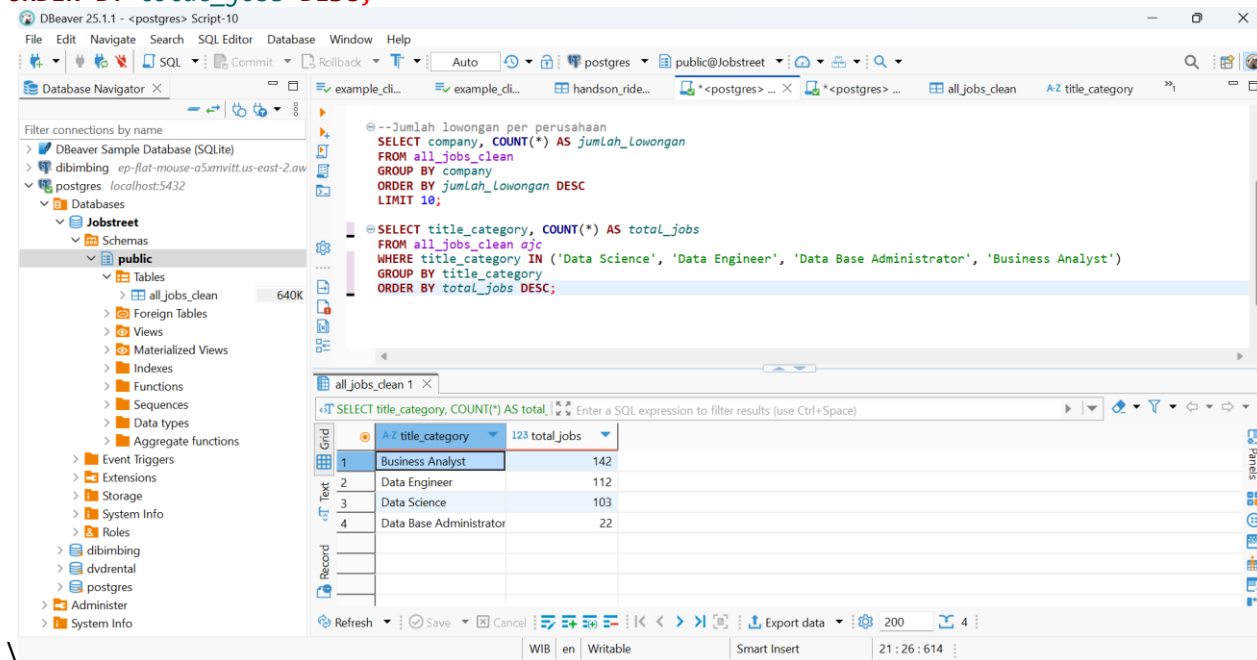 ORDER BY total_jobs DESC;
DBeaver 25.1.1 - <postgres> Script-10
File Edit Navigate Search SQL Editor Database Window Help
SQL Commit Rollback Auto postgres public@Jobstreet
Database Navigator
example_cli... example_cli... handson_ride... *<postgres> ... *<postgres> ... all_jobs_clean A-Z title_category »1
Filter connections by name
DBeaver Sample Database (SQLite)
dibimbing ep-flat-mouse-a5xmvitt.us-east-2.aw
postgres localhost:5432
Databases
Jobstreet
Schemas
public
Tables
all_jobs_clean 640K
Foreign Tables
Views
Materialized Views
Indexes
Functions
Sequences
Data types
Aggregate functions
Event Triggers
Extensions
Storage
System Info
Roles
dibimbing
dvdrental
postgres
Administer
System Info
--Jumlah lowongan per perusahaan
SELECT company, COUNT(*) AS jumlah_lowongan
FROM all_jobs_clean
GROUP BY company
ORDER BY jumlah_lowongan DESC
LIMIT 10;
SELECT title_category, COUNT(*) AS total_jobs
FROM all_jobs_clean ajc
WHERE title_category IN ('Data Science', 'Data Engineer', 'Data Base Administrator', 'Business Analyst')
GROUP BY title_category
ORDER BY total_jobs DESC;
all_jobs_clean 1
SELECT title_category, COUNT(*) AS total_ Enter a SQL expression to filter results (use Ctrl+Space)
Grid
Text
Record
Panels
A-Z title_category 123 total_jobs
1 Business Analyst 142
2 Data Engineer 112
3 Data Science 103
4 Data Base Administrator 22
Refresh Save Cancel Export data 200 4
WIB en Writable Smart Insert 21 : 26 : 614
\